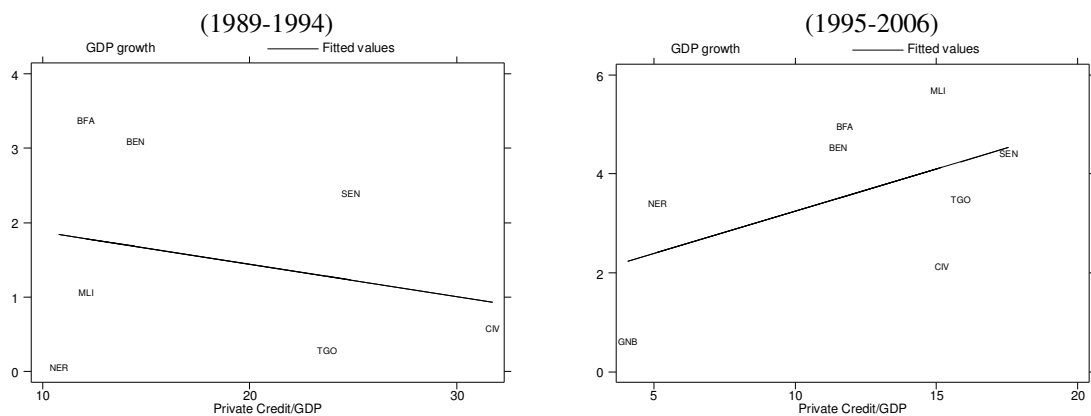 (1989-1994)
GDP growth Fitted values
4
BFA
3
BEN
SEN
2
1
MLI
CIV
TGO
0
NER
10 20 30
Private Credit/GDP
(1995-2006)
GDP growth Fitted values
6
MLI
BFA
BEN
SEN
4
NER
TGO
2
CIV
GNB
0
5 10 15 20
Private Credit/GDP